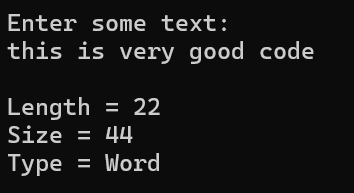 Enter some text:
this is very good code
Length = 22
Size = 44
Type = Word